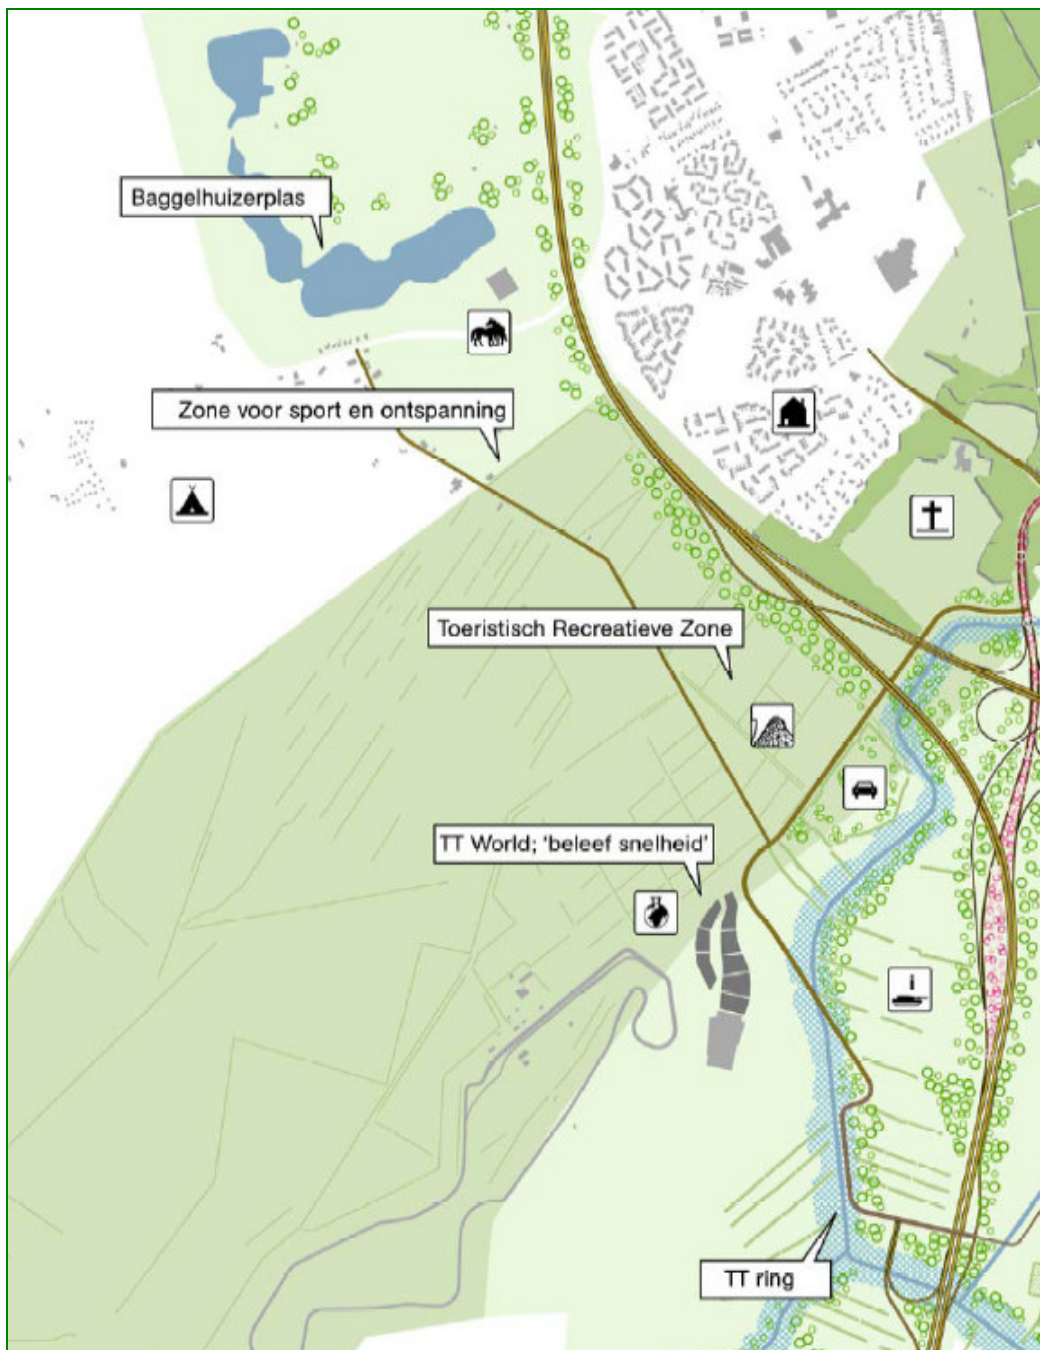 Baggelhuizerplas
Zone voor sport en ontspanning
Toeristisch Recreatieve Zone
TT World; 'beleef snelheid'
TT ring